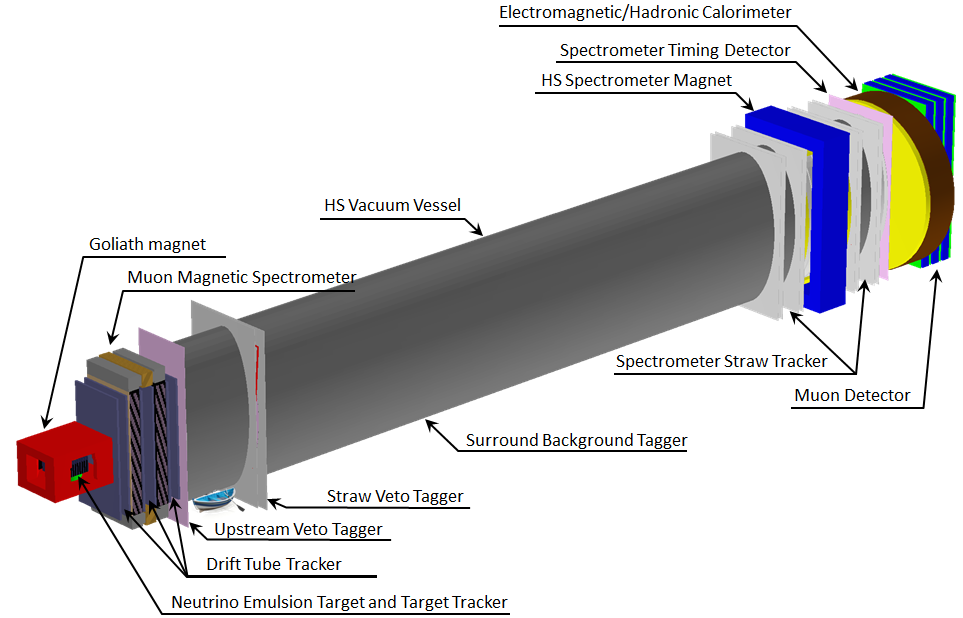 Electromagnetic/Hadronic Calorimeter
Spectrometer Timing Detector
HS Spectrometer Magnet
HS Vacuum Vessel
Goliath magnet
Muon Magnetic Spectrometer
Spectrometer Straw Tracker
Muon Detector
Surround Background Tagger
Straw Veto Tagger
Upstream Veto Tagger
Drift Tube Tracker
Neutrino Emulsion Target and Target Tracker